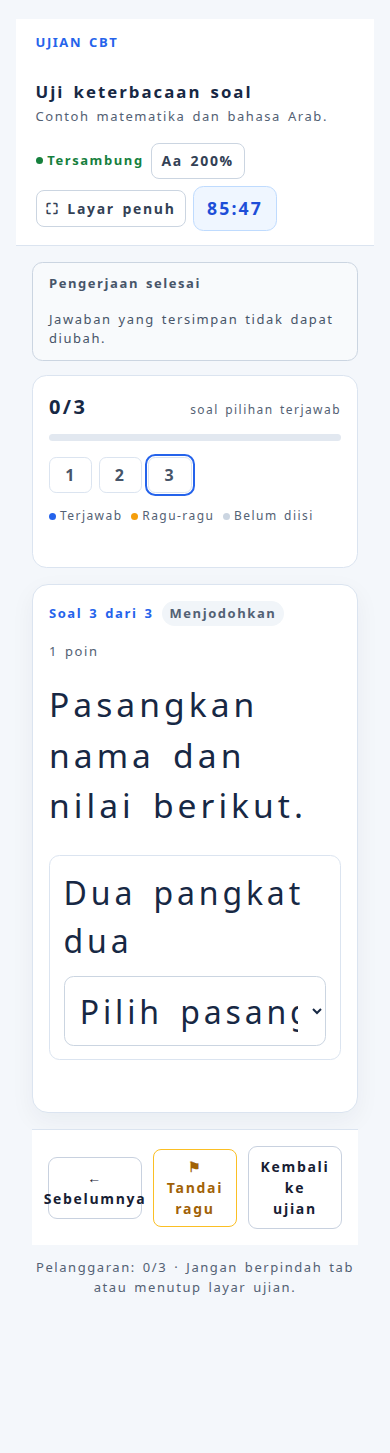 UJIAN CBT
Uji keterbacaan soal
Contoh matematika dan bahasa Arab.
Tersambung
Aa 200%
Layar penuh
85:47
Pengerjaan selesai
Jawaban yang tersimpan tidak dapat
diubah.
0/3
soal pilihan terjawab
1 2 3
Terjawab Ragu-ragu Belum diisi
Soal 3 dari 3 Menjodohkan
1 poin
Pasangkan
nama dan
nilai berikut.
Dua pangkat
dua
Pilih pasang
←
Sebelumnya
⚑
Tandai
ragu
Kembali
ke
ujian
Pelanggaran: 0/3 · Jangan berpindah tab
atau menutup layar ujian.